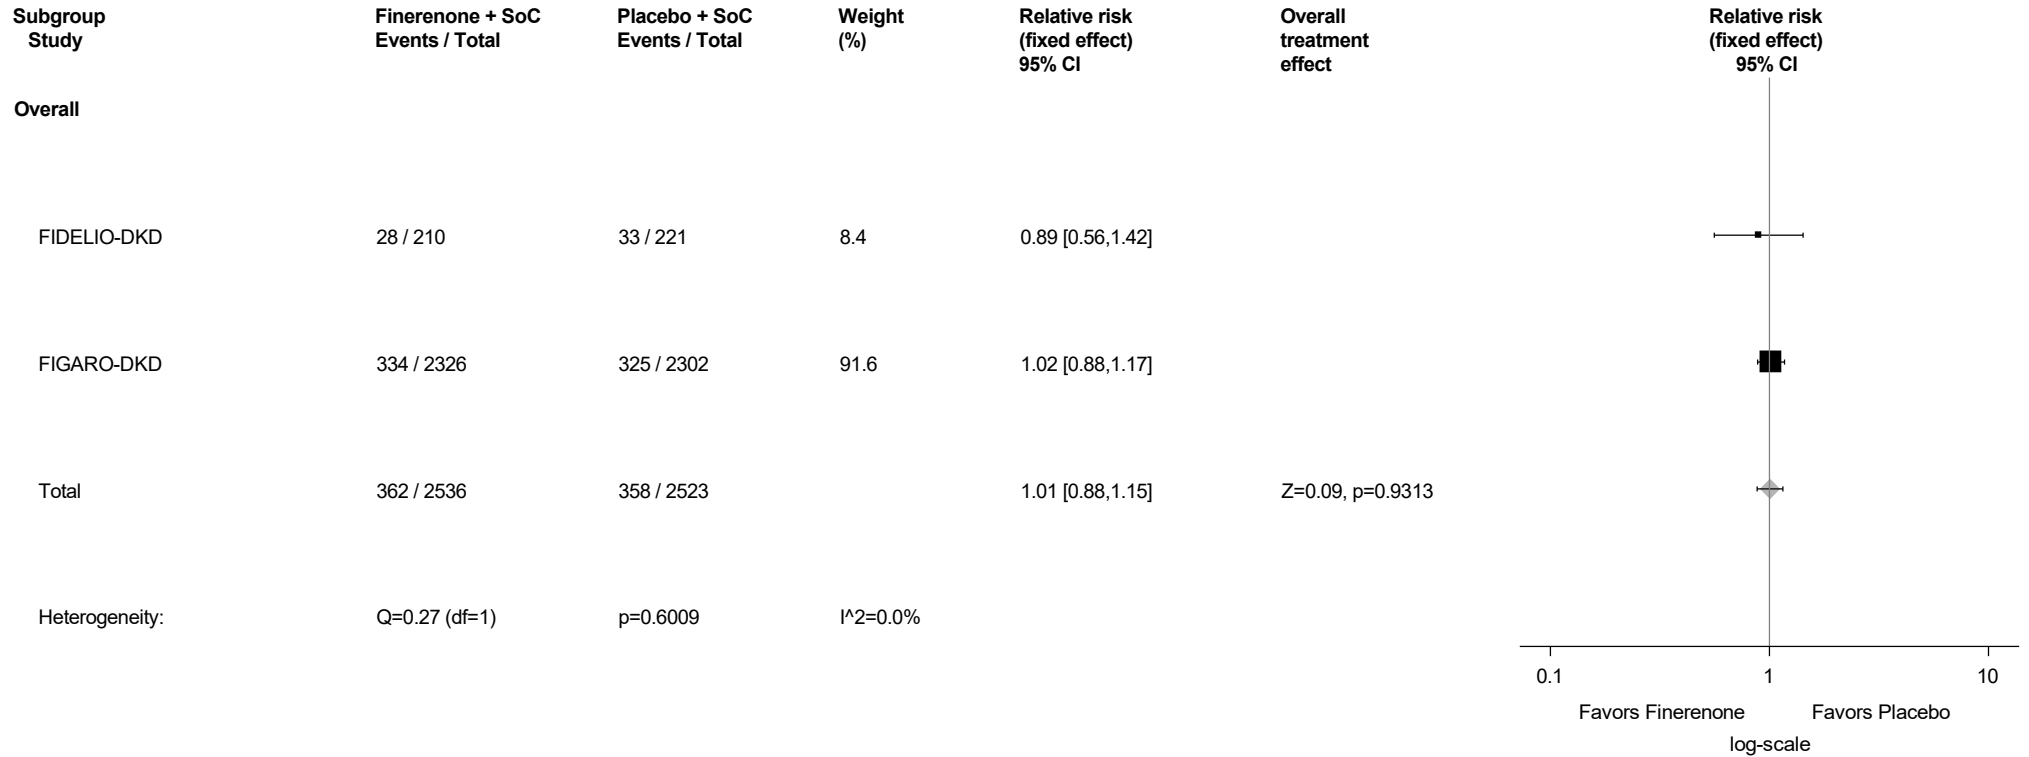 Subgroup Finerenone + SoC Placebo + SoC Weight Relative risk Overall Relative risk
Study Events / Total Events / Total (%) (fixed effect) treatment (fixed effect)
95% CI effect 95% CI
Overall
FIDELIO-DKD 28 / 210 33 / 221 8.4 0.89 [0.56,1.42]
FIGARO-DKD 334 / 2326 325 / 2302 91.6 1.02 [0.88,1.17]
Total 362 / 2536 358 / 2523 1.01 [0.88,1.15] Z=0.09, p=0.9313
Heterogeneity: Q=0.27 (df=1) p=0.6009 I^2=0.0%
0.1 1 10
Favors Finerenone Favors Placebo
log-scale